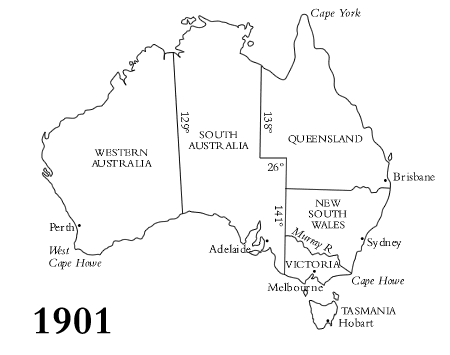 Cape York
129°
138°
SOUTH
AUSTRALIA
QUEENSLAND
WESTERN
AUSTRALIA
26°
Brisbane
141°
NEW
SOUTH
WALES
Perth
Murray R.
Sydney
West
Cape Howe
Adelaide
VICTORIA
Cape Howe
Melbourne
TASMANIA
Hobart
1901